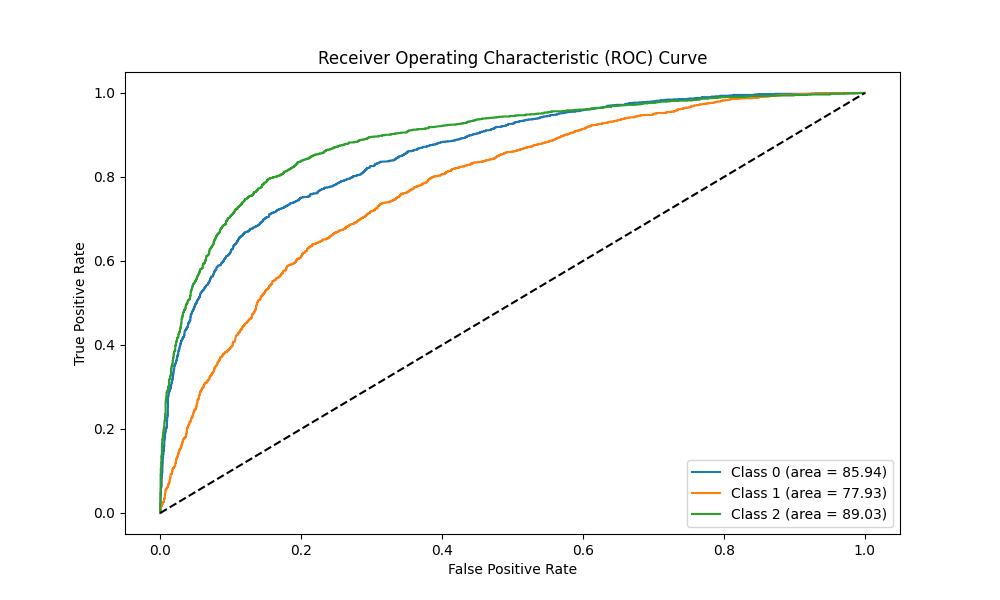 Receiver Operating Characteristic (ROC) Curve
1.0
0.8
0.6
0.4
0.2
0.0
True Positive Rate
Class 0 (area = 85.94)
Class 1 (area = 77.93)
Class 2 (area = 89.03)
0.0 0.2 0.4 0.6 0.8 1.0
False Positive Rate